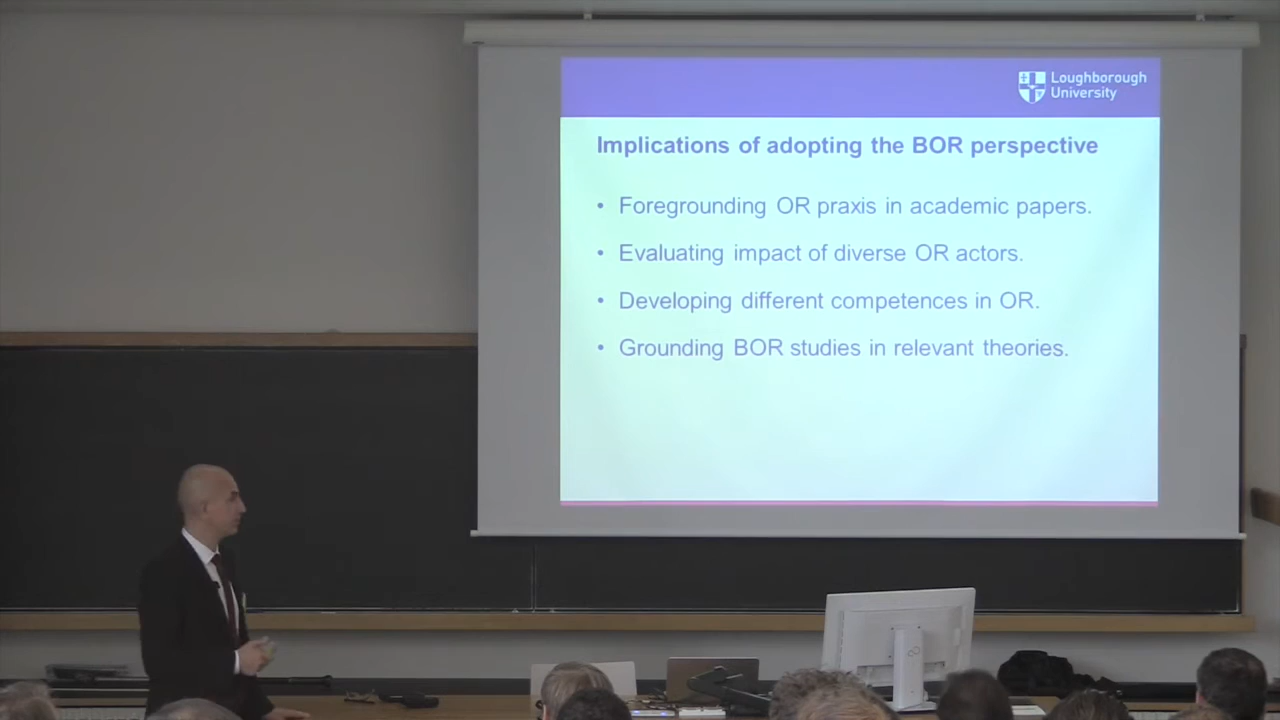 Loughborough
University
Implications of adopting the BOR perspective
• Foregrounding OR praxis in academic papers.
• Evaluating impact of diverse OR actors.
• Developing different competences in OR.
• Grounding BOR studies in relevant theories.